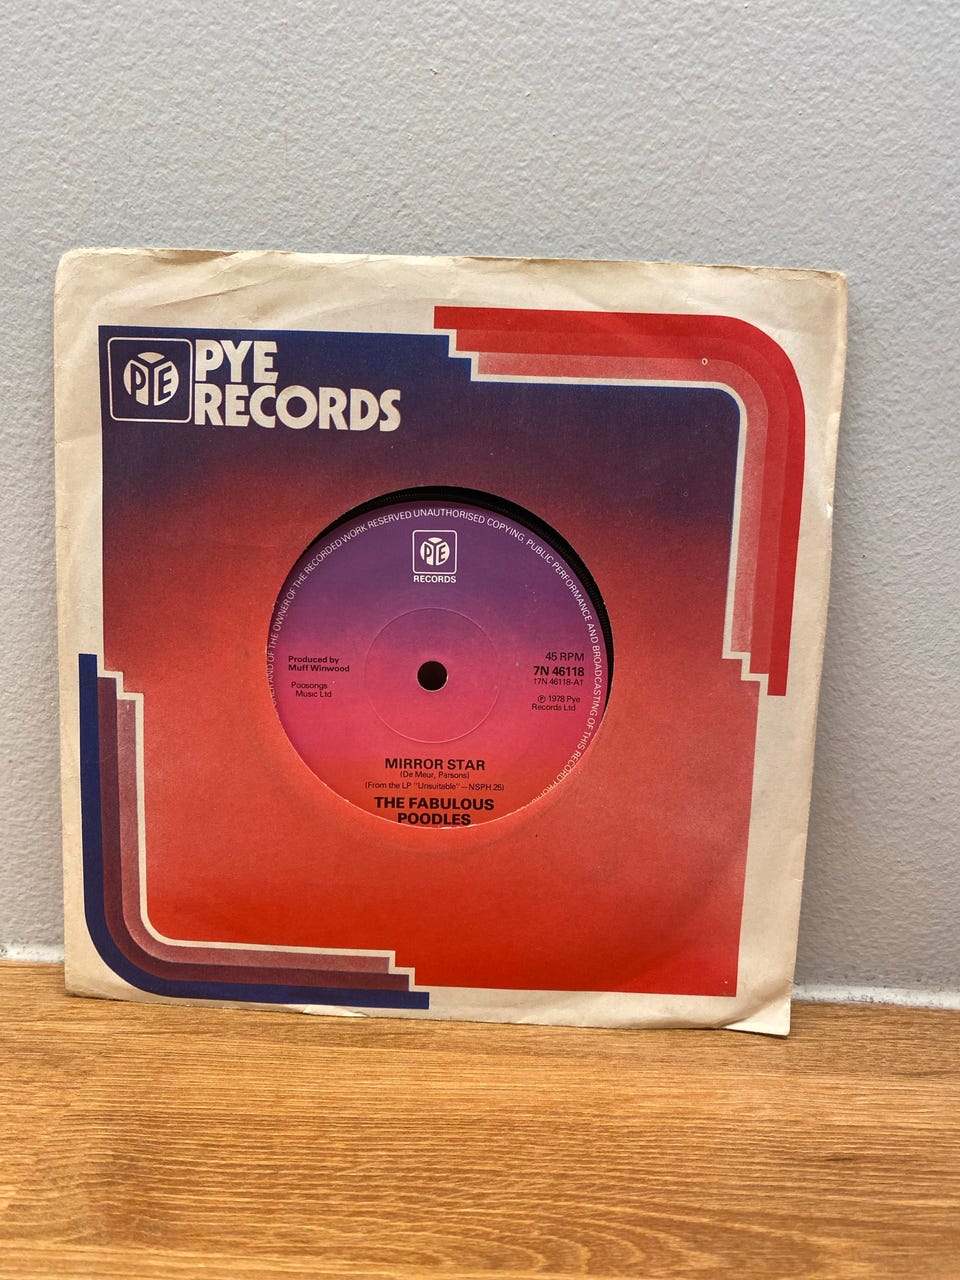 PYE
PYE
RECORDS
OF THE OWNER OF THE RECORDED WORK RESERVED UNAUTHORISED COPYING, PUBLIC PERFORMANCE AND BROADCASTING OF THIS RECORD
PYE
RECORDS
Produced by
Muff Winwood
Poosongs
Music Ltd
45 RPM
7N 46118
†7N 46118-A†
℗ 1978 Pye
Records Ltd
MIRROR STAR
(De Meur, Parsons)
(From the LP "Unsuitable" — NSPH 25)
THE FABULOUS
POODLES